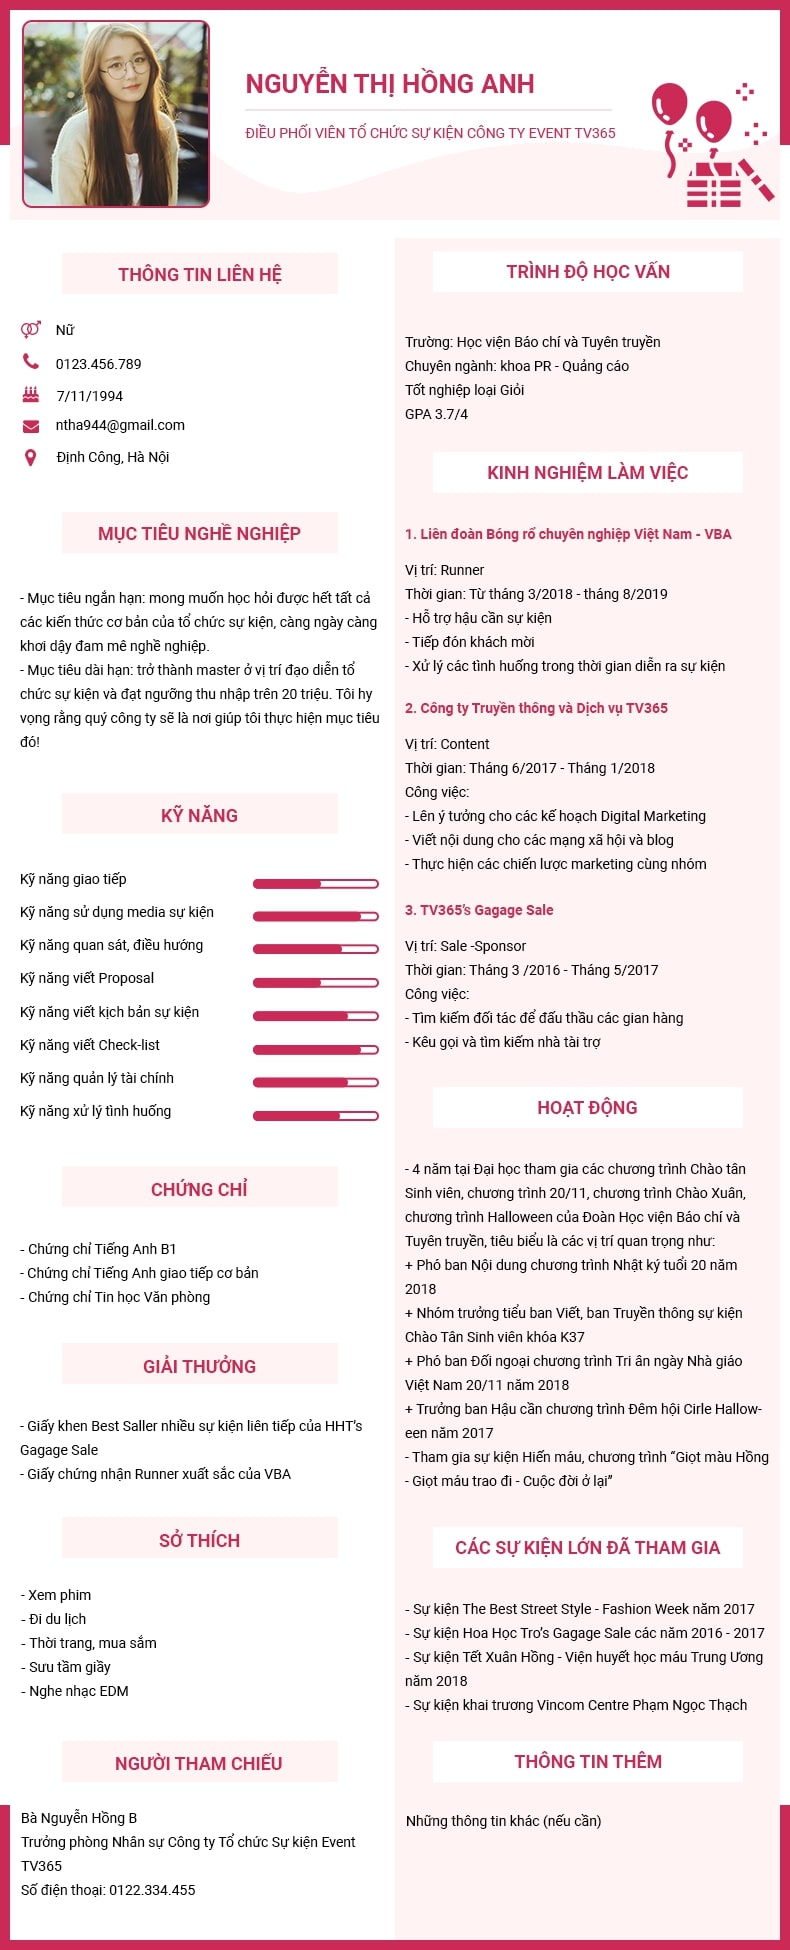 NGUYỄN THỊ HỒNG ANH
ĐIỀU PHỐI VIÊN TỔ CHỨC SỰ KIỆN CÔNG TY EVENT TV365
THÔNG TIN LIÊN HỆ
Nữ
0123.456.789
7/11/1994
ntha944@gmail.com
Định Công, Hà Nội
MỤC TIÊU NGHỀ NGHIỆP
- Mục tiêu ngắn hạn: mong muốn học hỏi được hết tất cả
các kiến thức cơ bản của tổ chức sự kiện, càng ngày càng
khơi dậy đam mê nghề nghiệp.
- Mục tiêu dài hạn: trở thành master ở vị trí đạo diễn tổ
chức sự kiện và đạt ngưỡng thu nhập trên 20 triệu. Tôi hy
vọng rằng quý công ty sẽ là nơi giúp tôi thực hiện mục tiêu
đó!
KỸ NĂNG
Kỹ năng giao tiếp
Kỹ năng sử dụng media sự kiện
Kỹ năng quan sát, điều hướng
Kỹ năng viết Proposal
Kỹ năng viết kịch bản sự kiện
Kỹ năng viết Check-list
Kỹ năng quản lý tài chính
Kỹ năng xử lý tình huống
CHỨNG CHỈ
- Chứng chỉ Tiếng Anh B1
- Chứng chỉ Tiếng Anh giao tiếp cơ bản
- Chứng chỉ Tin học Văn phòng
GIẢI THƯỞNG
- Giấy khen Best Saller nhiều sự kiện liên tiếp của HHT’s
Gagage Sale
- Giấy chứng nhận Runner xuất sắc của VBA
SỞ THÍCH
- Xem phim
- Đi du lịch
- Thời trang, mua sắm
- Sưu tầm giầy
- Nghe nhạc EDM
NGƯỜI THAM CHIẾU
Bà Nguyễn Hồng B
Trưởng phòng Nhân sự Công ty Tổ chức Sự kiện Event
TV365
Số điện thoại: 0122.334.455
TRÌNH ĐỘ HỌC VẤN
Trường: Học viện Báo chí và Tuyên truyền
Chuyên ngành: khoa PR - Quảng cáo
Tốt nghiệp loại Giỏi
GPA 3.7/4
KINH NGHIỆM LÀM VIỆC
1. Liên đoàn Bóng rổ chuyên nghiệp Việt Nam - VBA
Vị trí: Runner
Thời gian: Từ tháng 3/2018 - tháng 8/2019
- Hỗ trợ hậu cần sự kiện
- Tiếp đón khách mời
- Xử lý các tình huống trong thời gian diễn ra sự kiện
2. Công ty Truyền thông và Dịch vụ TV365
Vị trí: Content
Thời gian: Tháng 6/2017 - Tháng 1/2018
Công việc:
- Lên ý tưởng cho các kế hoạch Digital Marketing
- Viết nội dung cho các mạng xã hội và blog
- Thực hiện các chiến lược marketing cùng nhóm
3. TV365’s Gagage Sale
Vị trí: Sale -Sponsor
Thời gian: Tháng 3 /2016 - Tháng 5/2017
Công việc:
- Tìm kiếm đối tác để đấu thầu các gian hàng
- Kêu gọi và tìm kiếm nhà tài trợ
HOẠT ĐỘNG
- 4 năm tại Đại học tham gia các chương trình Chào tân
Sinh viên, chương trình 20/11, chương trình Chào Xuân,
chương trình Halloween của Đoàn Học viện Báo chí và
Tuyên truyền, tiêu biểu là các vị trí quan trọng như:
+ Phó ban Nội dung chương trình Nhật ký tuổi 20 năm
2018
+ Nhóm trưởng tiểu ban Viết, ban Truyền thông sự kiện
Chào Tân Sinh viên khóa K37
+ Phó ban Đối ngoại chương trình Tri ân ngày Nhà giáo
Việt Nam 20/11 năm 2018
+ Trưởng ban Hậu cần chương trình Đêm hội Cirle Hallow-
een năm 2017
- Tham gia sự kiện Hiến máu, chương trình “Giọt màu Hồng
- Giọt máu trao đi - Cuộc đời ở lại”
CÁC SỰ KIỆN LỚN ĐÃ THAM GIA
- Sự kiện The Best Street Style - Fashion Week năm 2017
- Sự kiện Hoa Học Tro’s Gagage Sale các năm 2016 - 2017
- Sự kiện Tết Xuân Hồng - Viện huyết học máu Trung Ương
năm 2018
- Sự kiện khai trương Vincom Centre Phạm Ngọc Thạch
THÔNG TIN THÊM
Những thông tin khác (nếu cần)